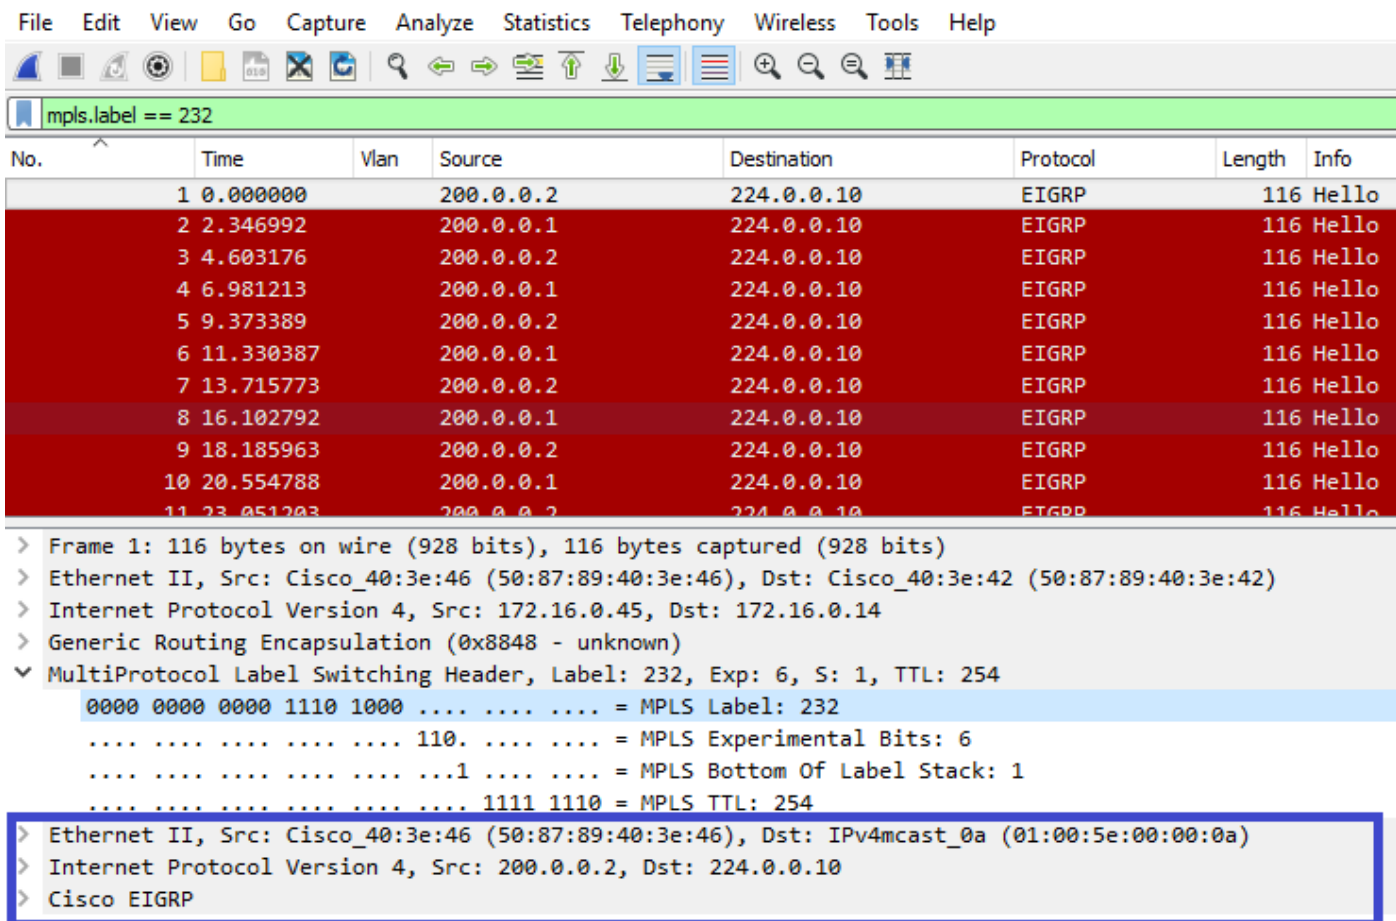 File Edit View Go Capture Analyze Statistics Telephony Wireless Tools Help
mpls.label == 232
No. Time Vlan Source Destination Protocol Length Info
1 0.000000 200.0.0.2 224.0.0.10 EIGRP 116 Hello
2 2.346992 200.0.0.1 224.0.0.10 EIGRP 116 Hello
3 4.603176 200.0.0.2 224.0.0.10 EIGRP 116 Hello
4 6.981213 200.0.0.1 224.0.0.10 EIGRP 116 Hello
5 9.373389 200.0.0.2 224.0.0.10 EIGRP 116 Hello
6 11.330387 200.0.0.1 224.0.0.10 EIGRP 116 Hello
7 13.715773 200.0.0.2 224.0.0.10 EIGRP 116 Hello
8 16.102792 200.0.0.1 224.0.0.10 EIGRP 116 Hello
9 18.185963 200.0.0.2 224.0.0.10 EIGRP 116 Hello
10 20.554788 200.0.0.1 224.0.0.10 EIGRP 116 Hello
11 23.051203 200.0.0.2 224.0.0.10 EIGRP 116 Hello
> Frame 1: 116 bytes on wire (928 bits), 116 bytes captured (928 bits)
> Ethernet II, Src: Cisco_40:3e:46 (50:87:89:40:3e:46), Dst: Cisco_40:3e:42 (50:87:89:40:3e:42)
> Internet Protocol Version 4, Src: 172.16.0.45, Dst: 172.16.0.14
> Generic Routing Encapsulation (0x8848 - unknown)
MultiProtocol Label Switching Header, Label: 232, Exp: 6, S: 1, TTL: 254
0000 0000 0000 1110 1000 .... .... .... = MPLS Label: 232
.... .... .... .... .... 110. .... .... = MPLS Experimental Bits: 6
.... .... .... .... .... ...1 .... .... = MPLS Bottom Of Label Stack: 1
.... .... .... .... .... .... 1111 1110 = MPLS TTL: 254
> Ethernet II, Src: Cisco_40:3e:46 (50:87:89:40:3e:46), Dst: IPv4mcast_0a (01:00:5e:00:00:0a)
> Internet Protocol Version 4, Src: 200.0.0.2, Dst: 224.0.0.10
> Cisco EIGRP